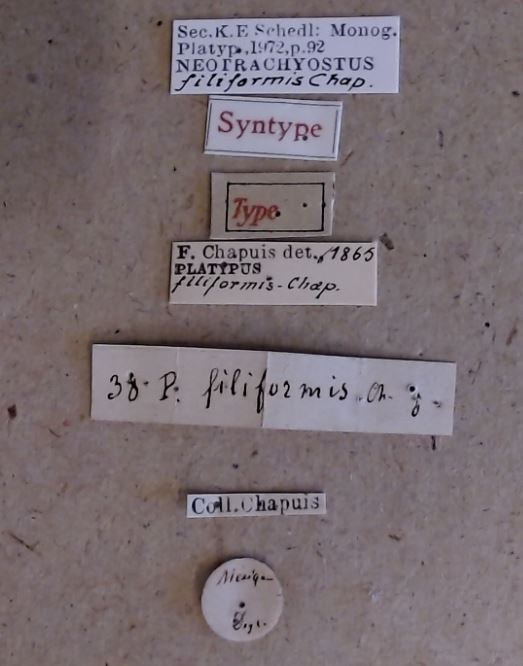 Sec.K.E Schedl: Monog.
Platyp.,1972,p.92
NEOTRACHYOSTUS
filiformis Chap.
Syntype
Type
F. Chapuis det., 1865
PLATYPUS
filiformis - Chap.
38. P. filiformis. Ch.
Coll.Chapuis